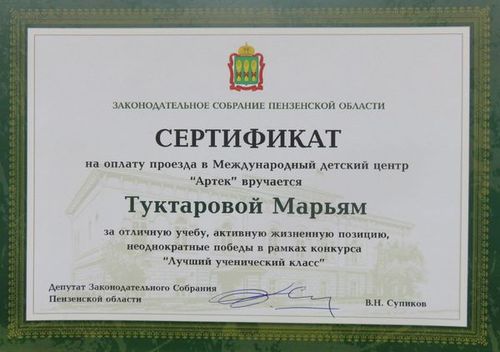 ЗАКОНОДАТЕЛЬНОЕ СОБРАНИЕ ПЕНЗЕНСКОЙ ОБЛАСТИ
СЕРТИФИКАТ
на оплату проезда в Международный детский центр
"Артек" вручается
Туктаровой Марьям
за отличную учебу, активную жизненную позицию,
неоднократные победы в рамках конкурса
"Лучший ученический класс"
Депутат Законодательного Собрания
Пензенской области
В.Н. Супиков